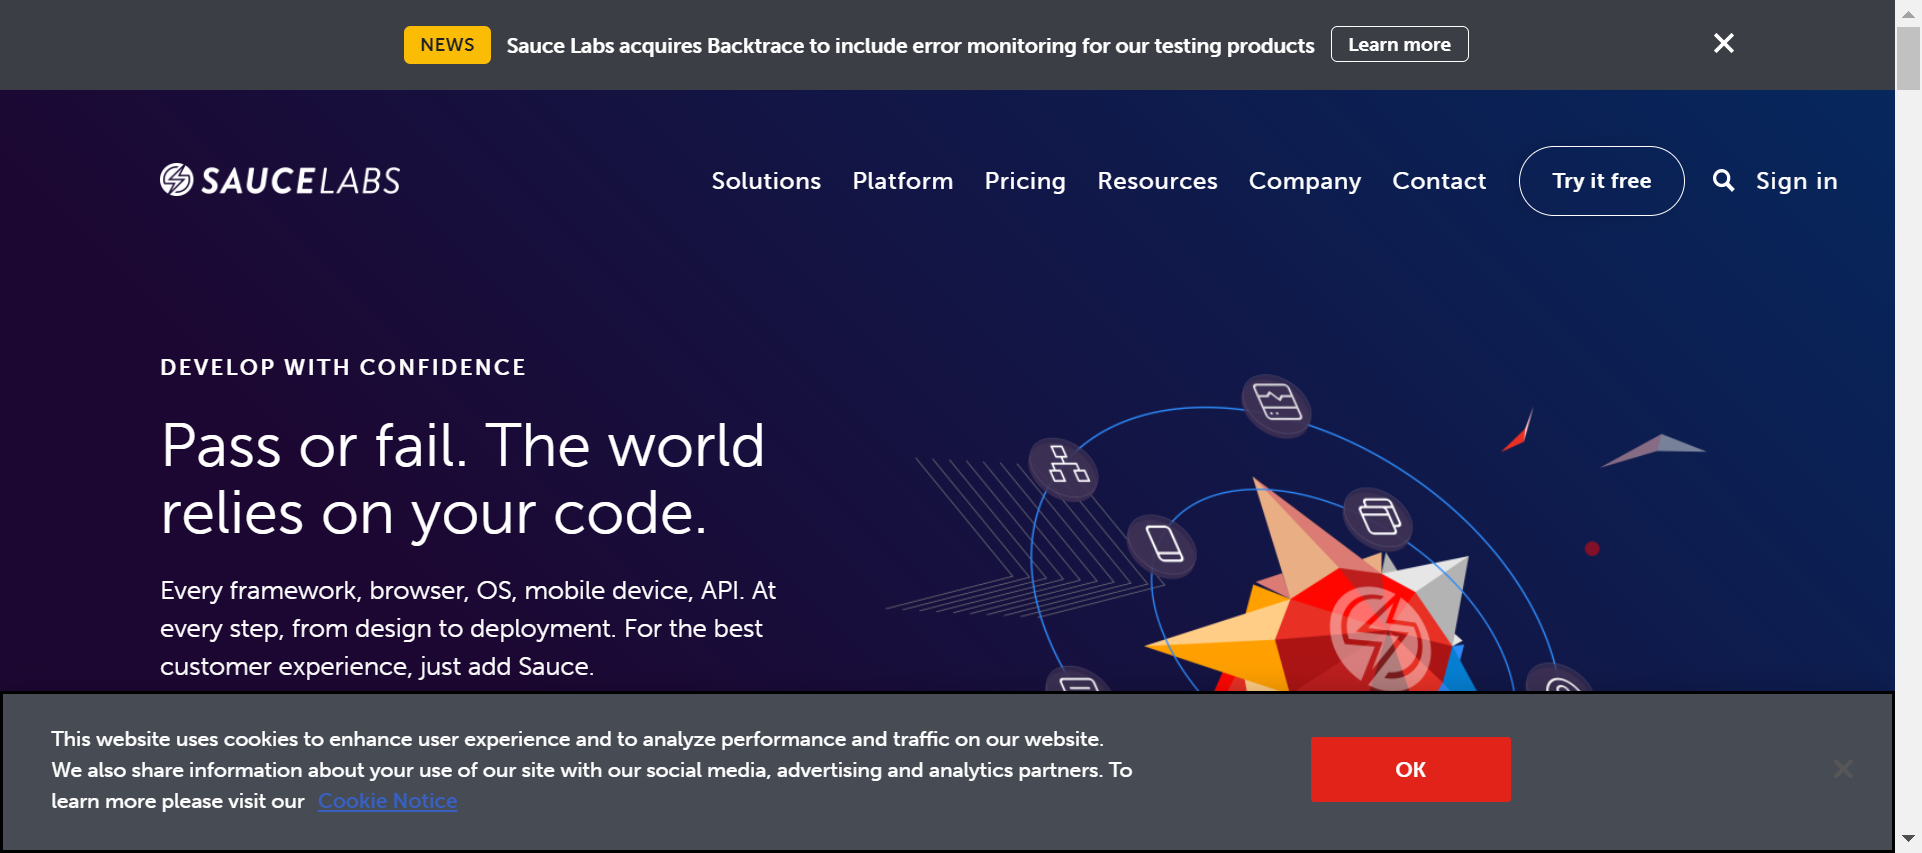 NEWS Sauce Labs acquires Backtrace to include error monitoring for our testing products Learn more
SAUCELABS Solutions Platform Pricing Resources Company Contact Try it free Sign in
DEVELOP WITH CONFIDENCE
Pass or fail. The world
relies on your code.
Every framework, browser, OS, mobile device, API. At
every step, from design to deployment. For the best
customer experience, just add Sauce.
This website uses cookies to enhance user experience and to analyze performance and traffic on our website.
We also share information about your use of our site with our social media, advertising and analytics partners. To
learn more please visit our Cookie Notice
OK